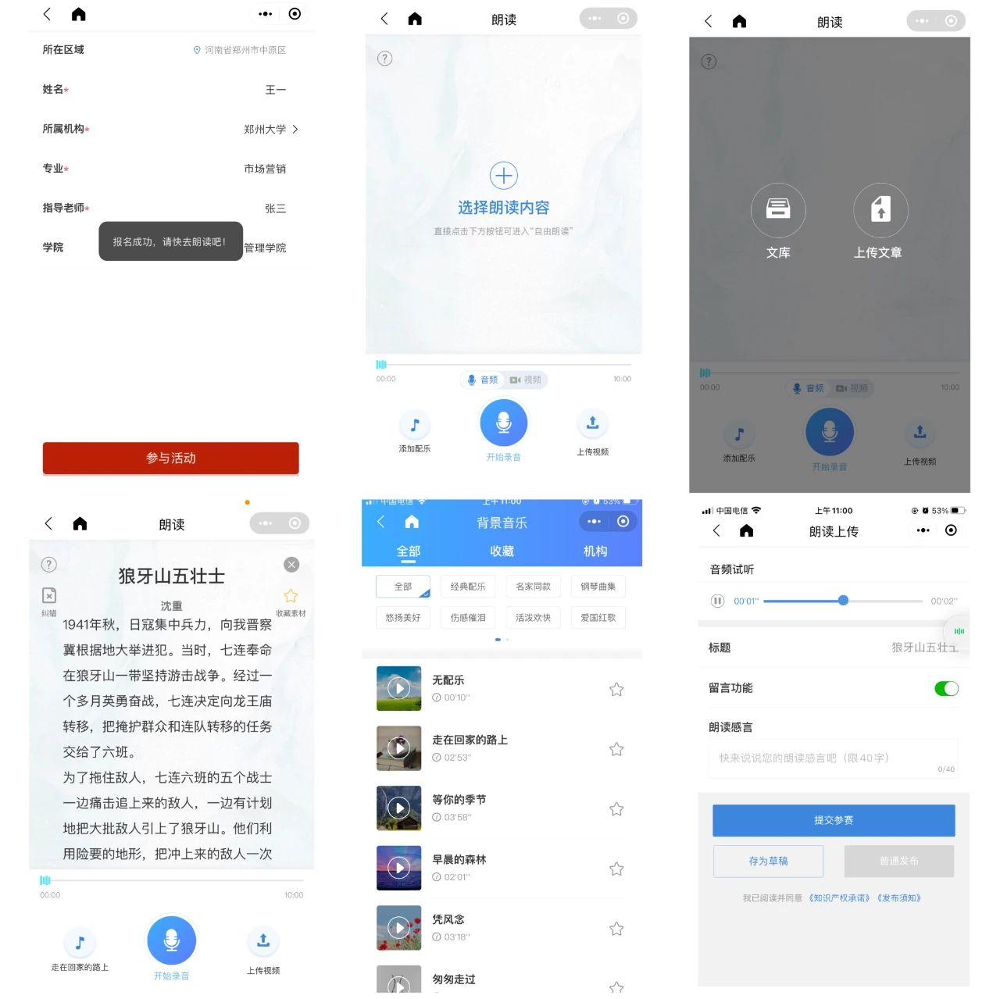 所在区域 河南省郑州市中原区
姓名* 王一
所属机构* 郑州大学
专业* 市场营销
指导老师* 张三
报名成功，请快去朗读吧！
学院 管理学院
参与活动
朗读
?
选择朗读内容
直接点击下方按钮可进入“自由朗读”
00:00 音频 视频 10:00
添加配乐 开始录音 上传视频
朗读
?
文库 上传文章
00:00 音频 视频 10:00
添加配乐 开始录音 上传视频
朗读
?
狼牙山五壮士
沈重
纠错 收藏素材
1941年秋，日寇集中兵力，向我晋察
冀根据地大举进犯。当时，七连奉命
在狼牙山一带坚持游击战争。经过一
个多月英勇奋战，七连决定向龙王庙
转移，把掩护群众和连队转移的任务
交给了六班。
为了拖住敌人，七连六班的五个战士
一边痛击追上来的敌人，一边有计划
地把大批敌人引上了狼牙山。他们利
用险要的地形，把冲上来的敌人一次
00:00 10:00
走在回家的路上 开始录音 上传视频
中国电信 上午11:00 53%
背景音乐
全部 收藏 机构
全部 经典配乐 名家同款 钢琴曲集
悠扬美好 伤感催泪 活泼欢快 爱国红歌
无配乐
00'10''
走在回家的路上
02'53''
等你的季节
03'58''
早晨的森林
02'01''
凭风念
03'18''
匆匆走过
中国电信 上午11:00 53%
朗读上传
音频试听
00'01'' 00'02''
标题 狼牙山五壮士
留言功能
朗读感言
快来说说您的朗读感言吧（限40字）
0/40
提交参赛
存为草稿 普通发布
我已阅读并同意《知识产权承诺》《发布须知》